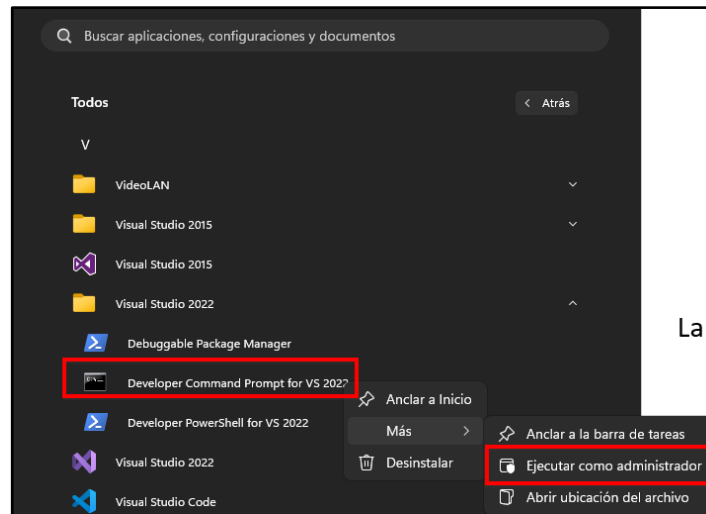 Buscar aplicaciones, configuraciones y documentos
Todos
Atrás
V
VideoLAN
Visual Studio 2015
Visual Studio 2015
Visual Studio 2022
Debuggable Package Manager
La
Developer Command Prompt for VS 2022
Anclar a Inicio
Developer PowerShell for VS 2022
Más
Anclar a la barra de tareas
Visual Studio 2022
Desinstalar
Ejecutar como administrador
Visual Studio Code
Abrir ubicación del archivo